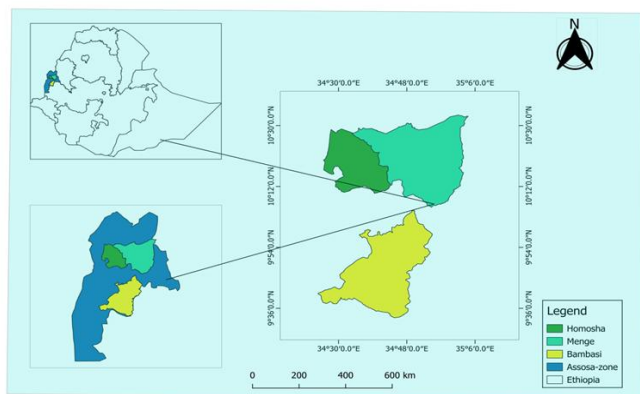 N
34°30'0.0"E 34°48'0.0"E 35°6'0.0"E
10°30'0.0"N
10°12'0.0"N
9°54'0.0"N
9°36'0.0"N
10°30'0.0"N
10°12'0.0"N
9°54'0.0"N
9°36'0.0"N
34°30'0.0"E 34°48'0.0"E 35°6'0.0"E
Legend
Homosha
Menge
Bambasi
Assosa-zone
Ethiopia
0 200 400 600 km